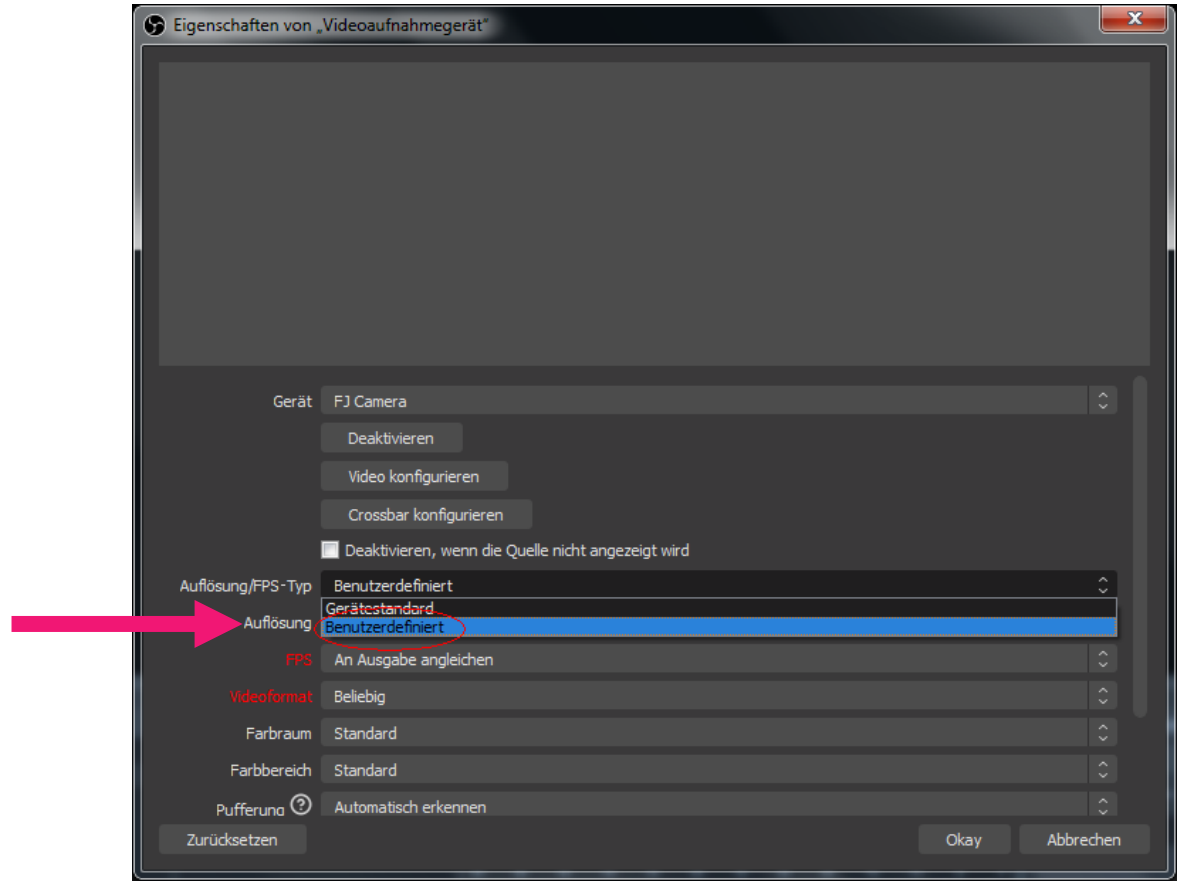 Eigenschaften von „Videoaufnahmegerät“
Gerät FJ Camera
Deaktivieren
Video konfigurieren
Crossbar konfigurieren
Deaktivieren, wenn die Quelle nicht angezeigt wird
Auflösung/FPS-Typ Benutzerdefiniert
Gerätestandard
Auflösung Benutzerdefiniert
FPS An Ausgabe angleichen
Videoformat Beliebig
Farbraum Standard
Farbbereich Standard
Pufferung ? Automatisch erkennen
Zurücksetzen Okay Abbrechen